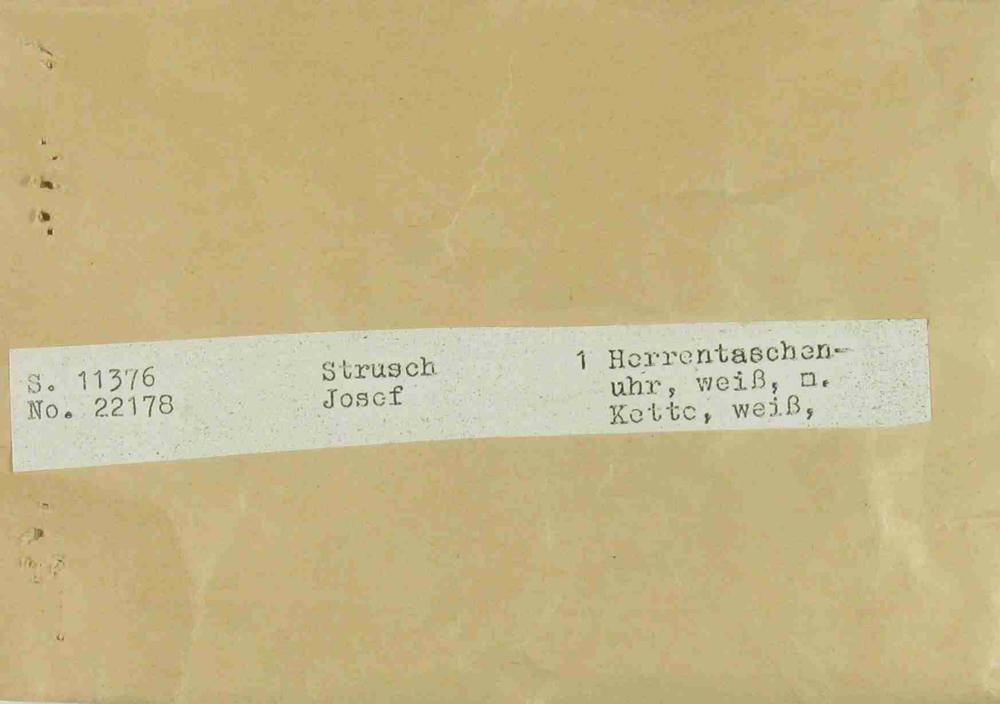 S. 11376 Strusch 1 Herrentaschen-
No. 22178 Josef uhr, weiß, m.
Kette, weiß,